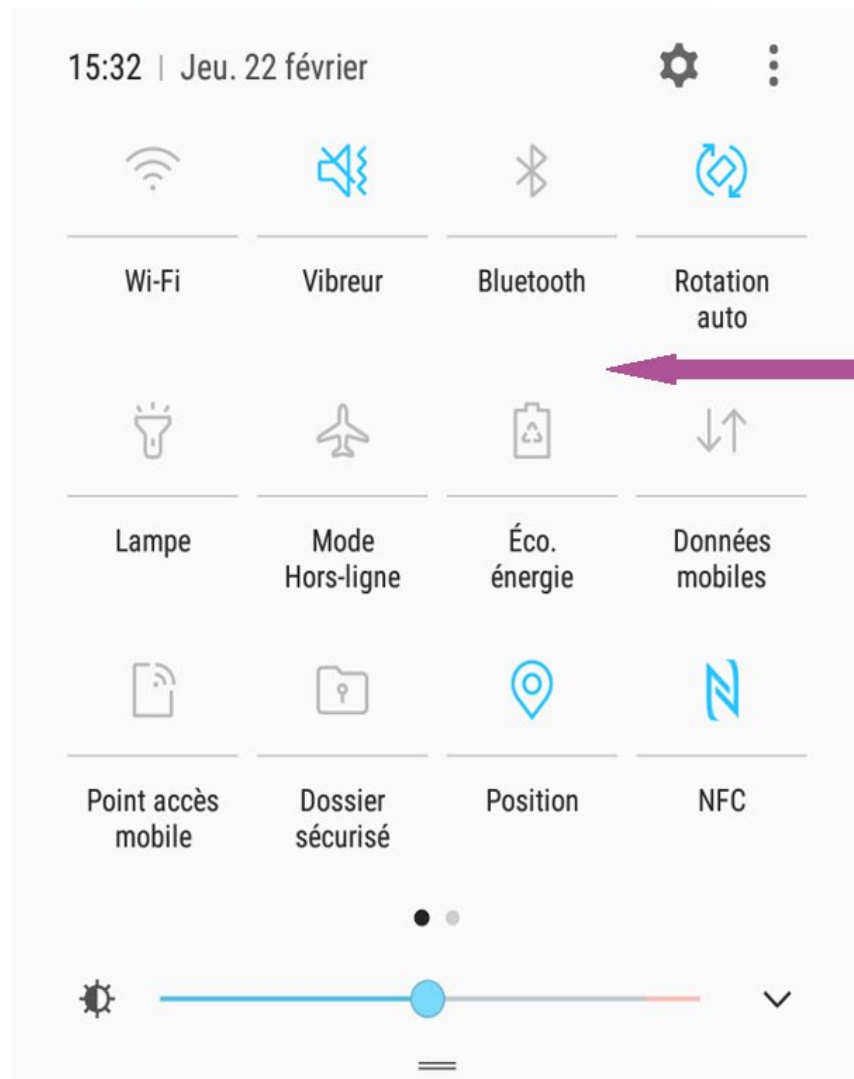 15:32 | Jeu. 22 février
Wi-Fi Vibreur Bluetooth Rotation
auto
Lampe Mode Éco. Données
Hors-ligne énergie mobiles
Point accès Dossier Position NFC
mobile sécurisé